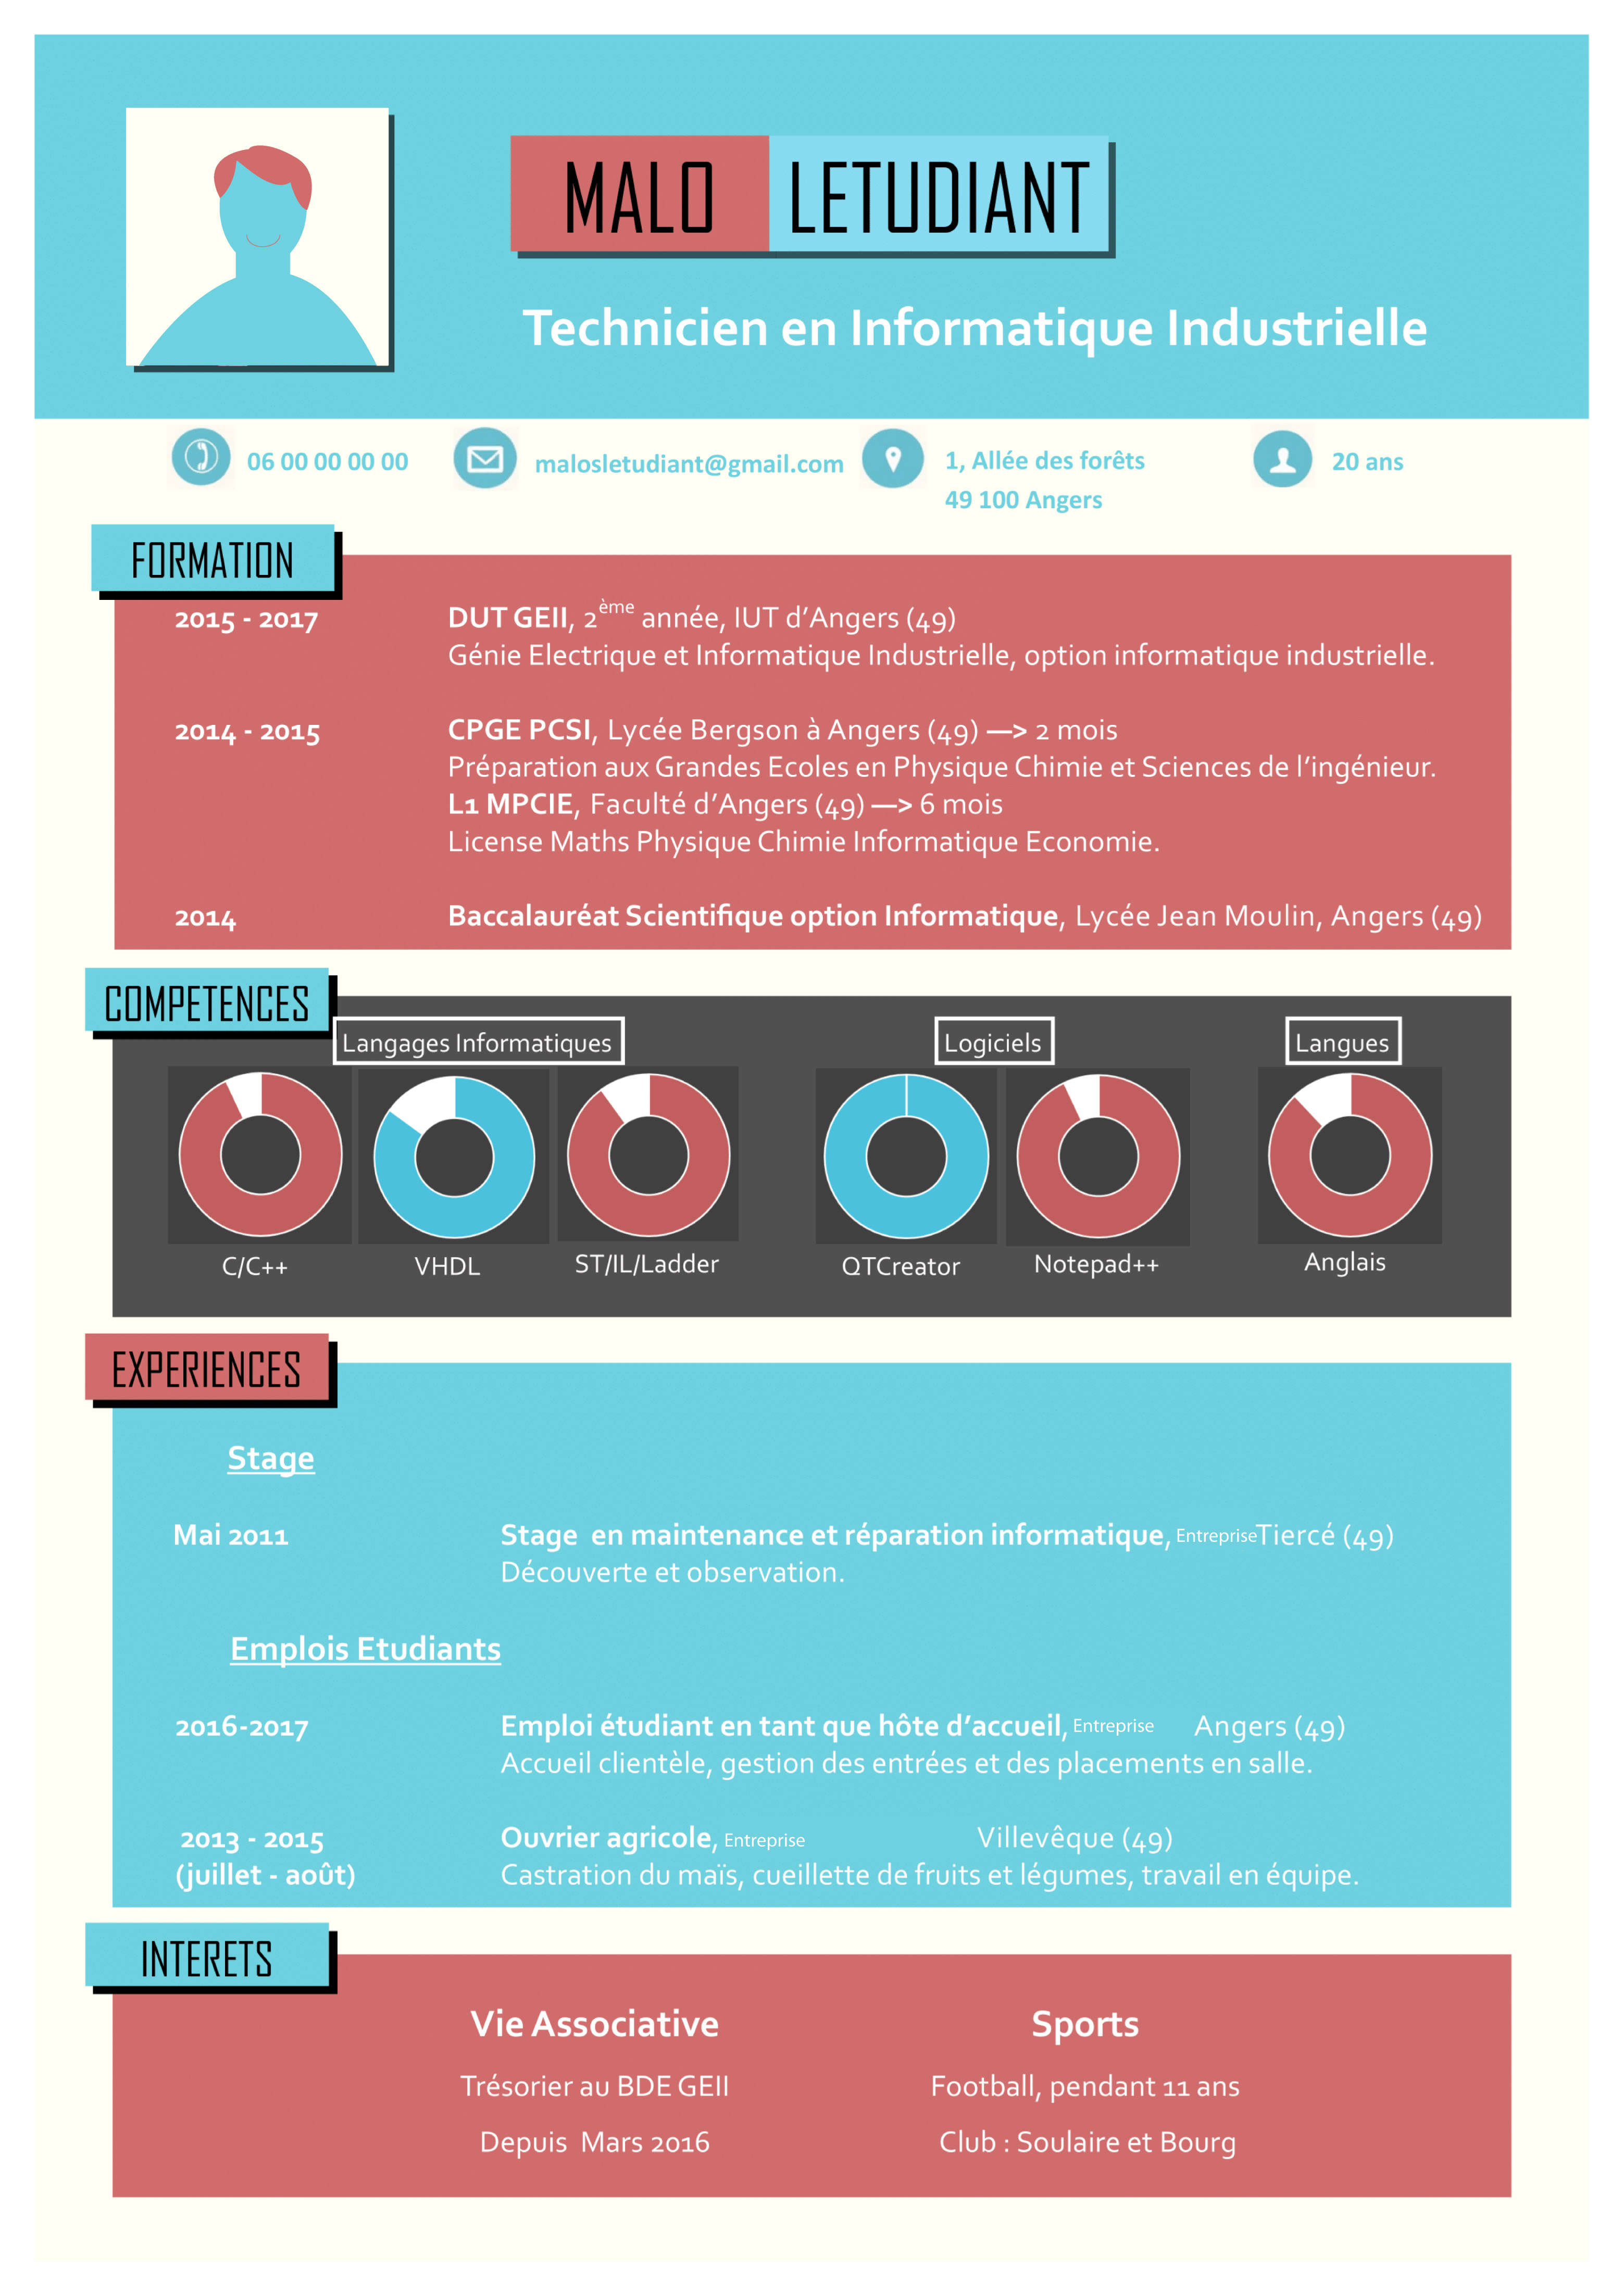 MALO LETUDIANT
Technicien en Informatique Industrielle
06 00 00 00 00
malosletudiant@gmail.com
1, Allée des forêts
49 100 Angers
20 ans
FORMATION
2015 - 2017 DUT GEII, 2ème année, IUT d’Angers (49)
Génie Electrique et Informatique Industrielle, option informatique industrielle.
2014 - 2015 CPGE PCSI, Lycée Bergson à Angers (49) —> 2 mois
Préparation aux Grandes Ecoles en Physique Chimie et Sciences de l’ingénieur.
L1 MPCIE, Faculté d’Angers (49) —> 6 mois
License Maths Physique Chimie Informatique Economie.
2014 Baccalauréat Scientifique option Informatique, Lycée Jean Moulin, Angers (49)
COMPETENCES
Langages Informatiques
C/C++ VHDL ST/IL/Ladder
Logiciels
QTCreator Notepad++
Langues
Anglais
EXPERIENCES
Stage
Mai 2011 Stage en maintenance et réparation informatique, Entreprise Tiercé (49)
Découverte et observation.
Emplois Etudiants
2016-2017 Emploi étudiant en tant que hôte d’accueil, Entreprise Angers (49)
Accueil clientèle, gestion des entrées et des placements en salle.
2013 - 2015 Ouvrier agricole, Entreprise Villevêque (49)
(juillet - août) Castration du maïs, cueillette de fruits et légumes, travail en équipe.
INTERETS
Vie Associative
Trésorier au BDE GEII
Depuis Mars 2016
Sports
Football, pendant 11 ans
Club : Soulaire et Bourg